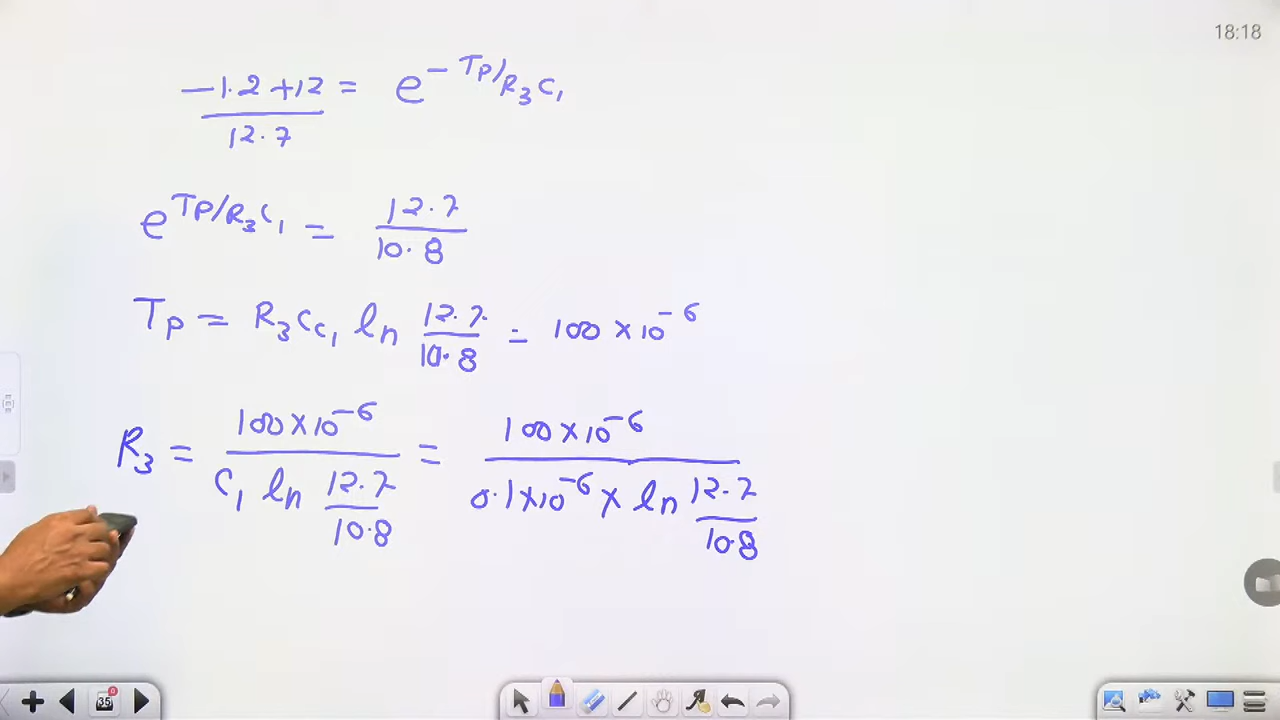 18:18
-1.2+12 / 12.7 = e^(-Tp/R3C1)
e^(Tp/R3C1) = 12.7 / 10.8
Tp = R3Cc1 ln 12.7 / 10.8 = 100×10^-6
R3 = 100×10^-6 / C1 ln 12.7 / 10.8 = 100×10^-6 / 0.1×10^-6 × ln 12.7 / 10.8
35